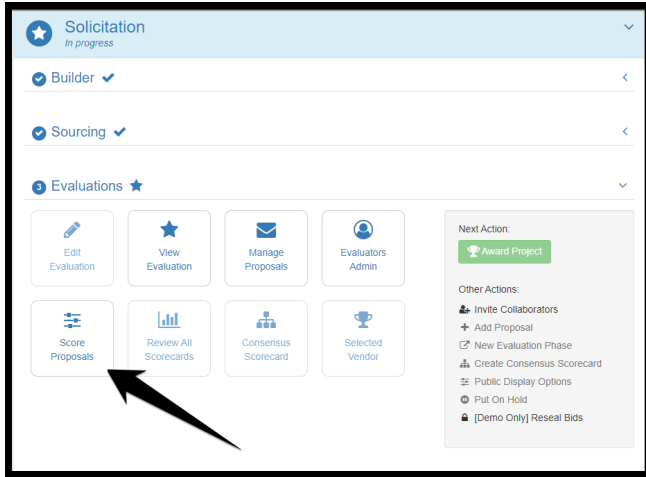 Solicitation
In progress
Builder
Sourcing
3 Evaluations
Edit
Evaluation
View
Evaluation
Manage
Proposals
Evaluators
Admin
Score
Proposals
Review All
Scorecards
Consensus
Scorecard
Selected
Vendor
Next Action:
Award Project
Other Actions:
Invite Collaborators
Add Proposal
New Evaluation Phase
Create Consensus Scorecard
Public Display Options
Put On Hold
[Demo Only] Reseal Bids